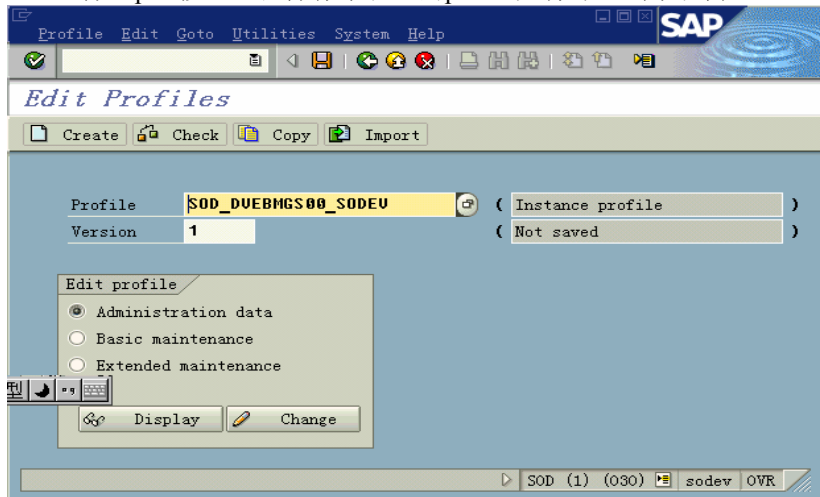 Profile Edit Goto Utilities System Help
SAP
Edit Profiles
Create Check Copy Import
Profile SOD_DVEBMGS00_SODEV ( Instance profile )
Version 1 ( Not saved )
Edit profile
Administration data
Basic maintenance
Extended maintenance
型
Display Change
SOD (1) (030) sodev OVR